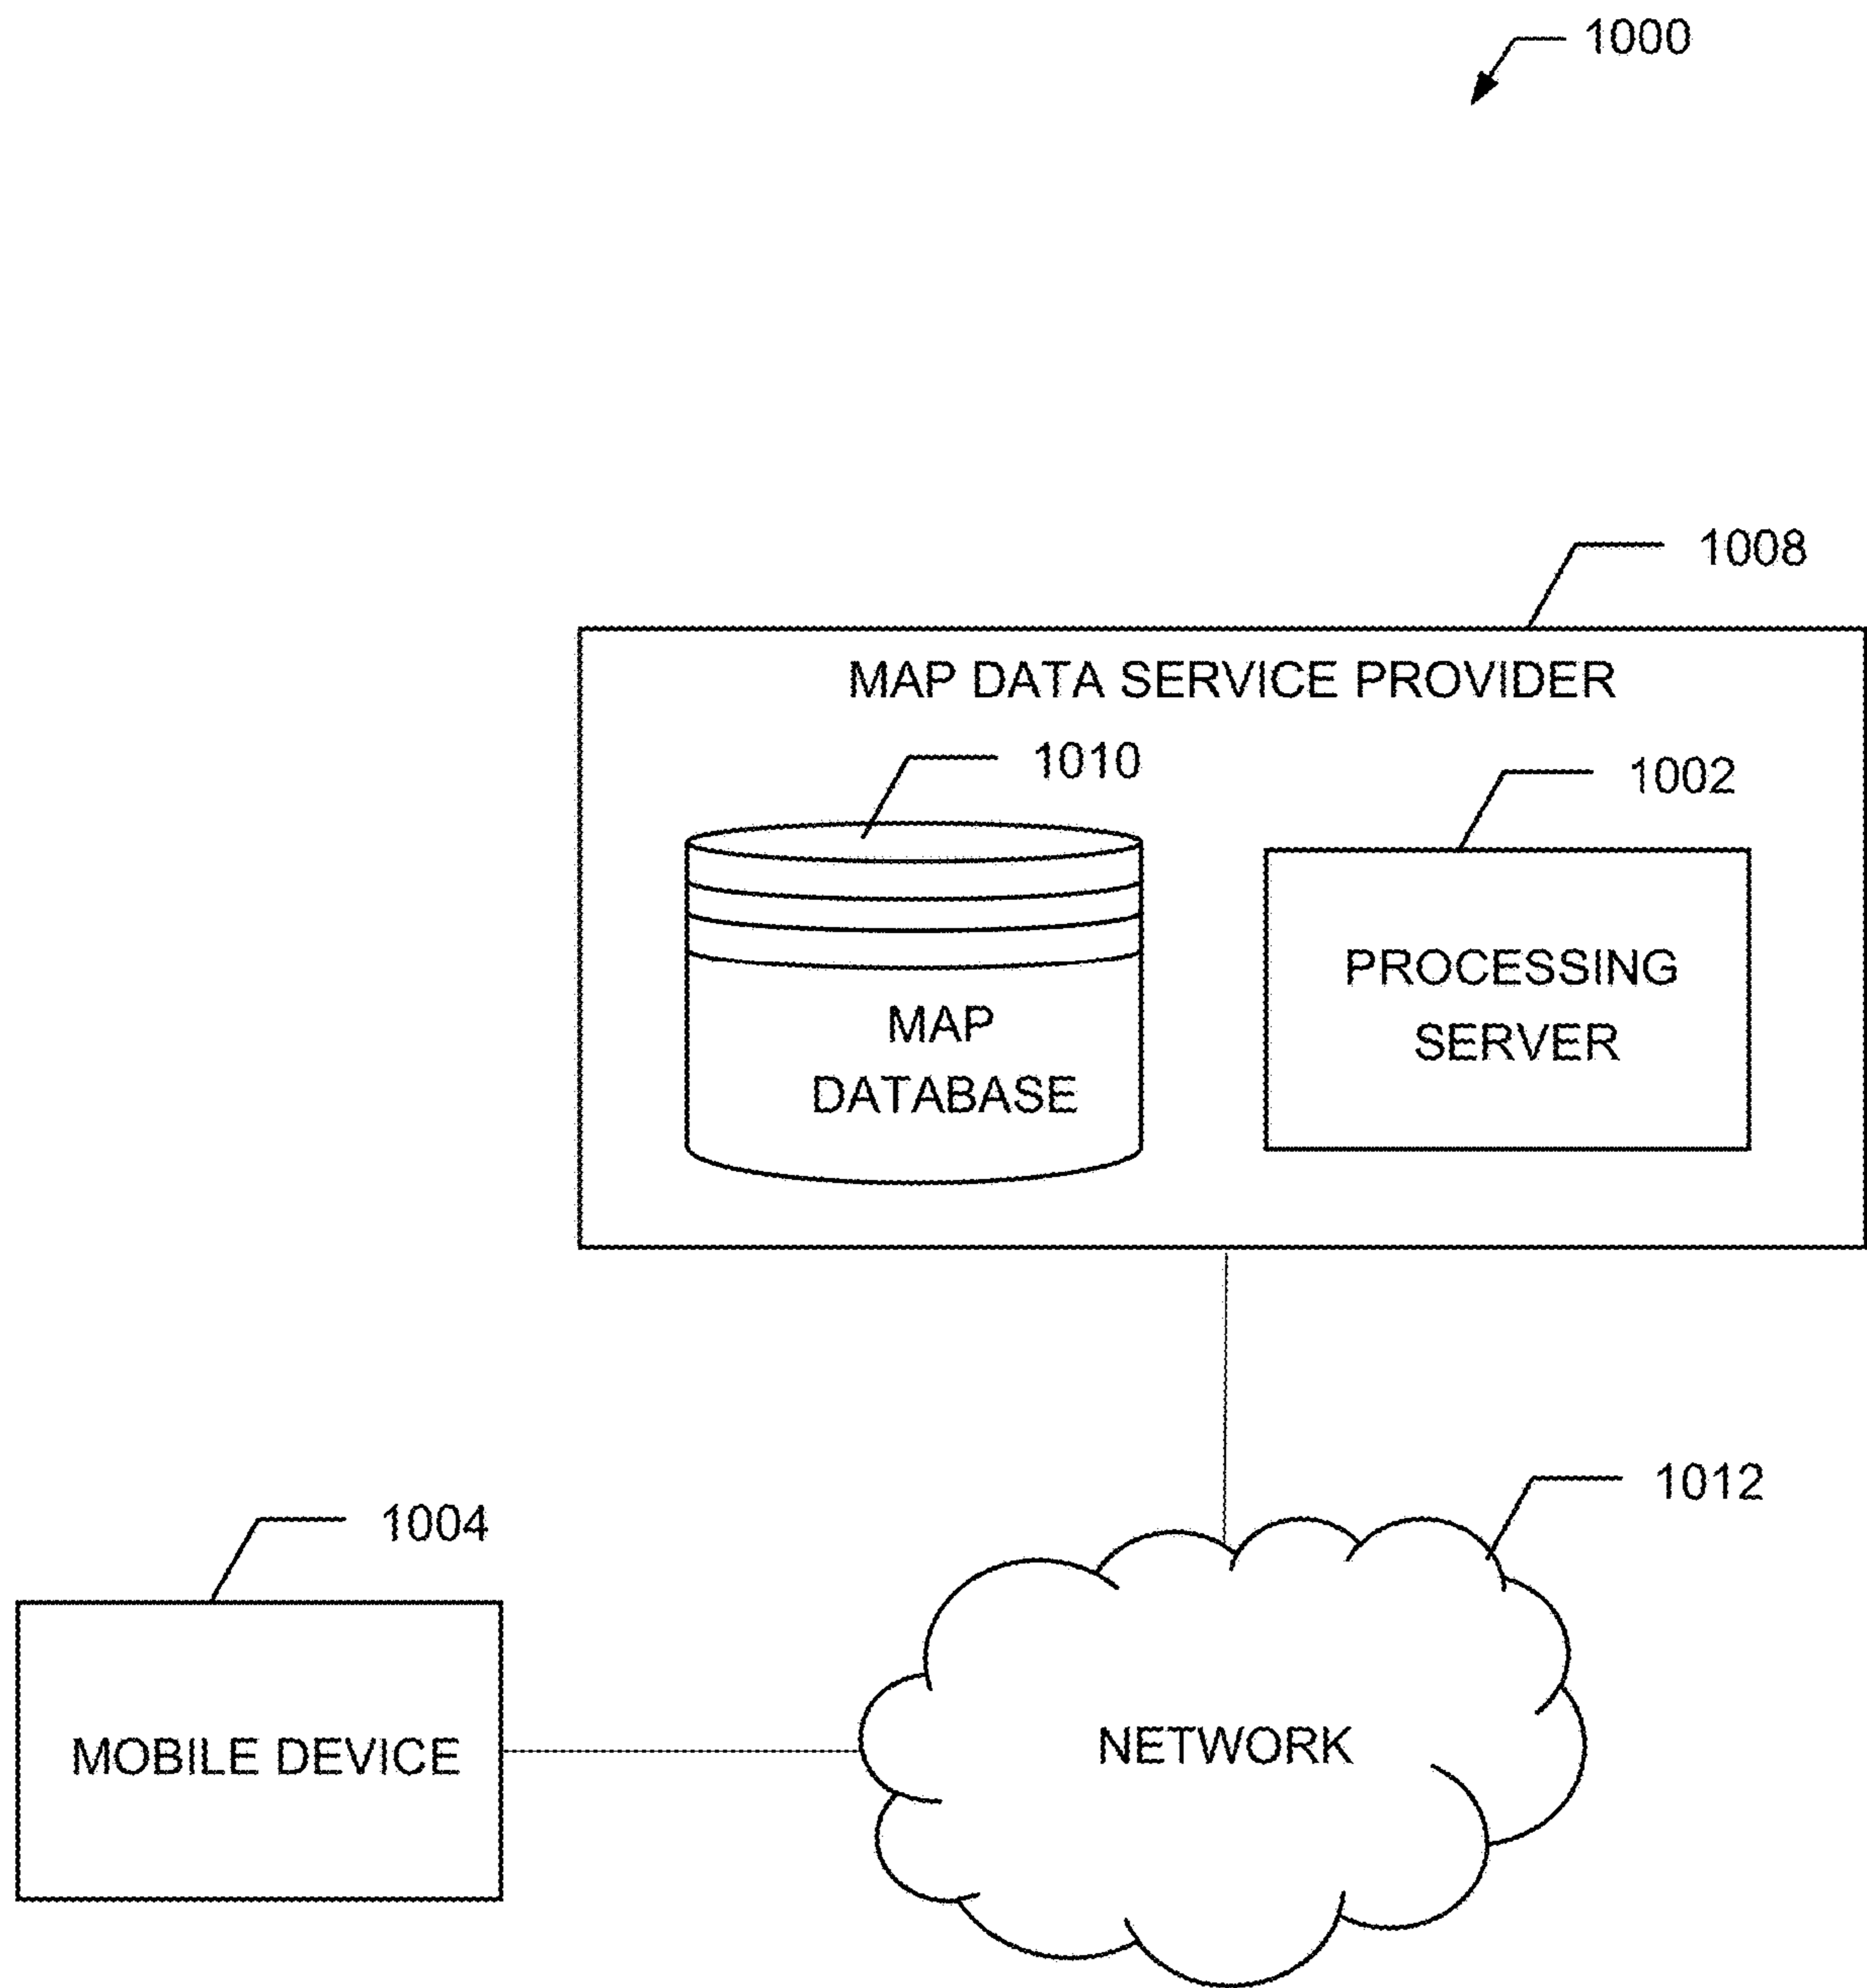 1000
1008
MAP DATA SERVICE PROVIDER
1010
1002
MAP
DATABASE
PROCESSING
SERVER
1012
1004
NETWORK
MOBILE DEVICE